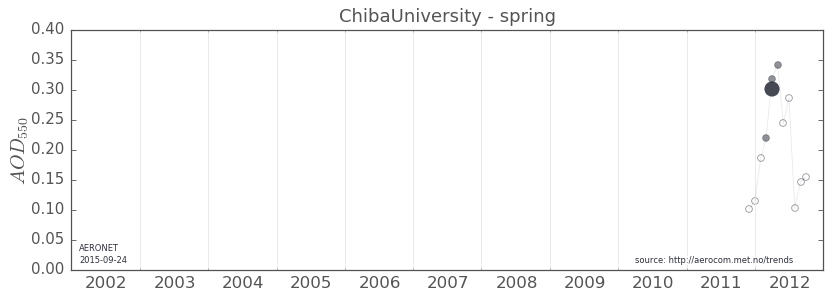 ChibaUniversity - spring
0.40
0.35
0.30
0.25
0.20
0.15
0.10
0.05
0.00
AOD550
AERONET
2015-09-24
source: http://aerocom.met.no/trends
2002 2003 2004 2005 2006 2007 2008 2009 2010 2011 2012